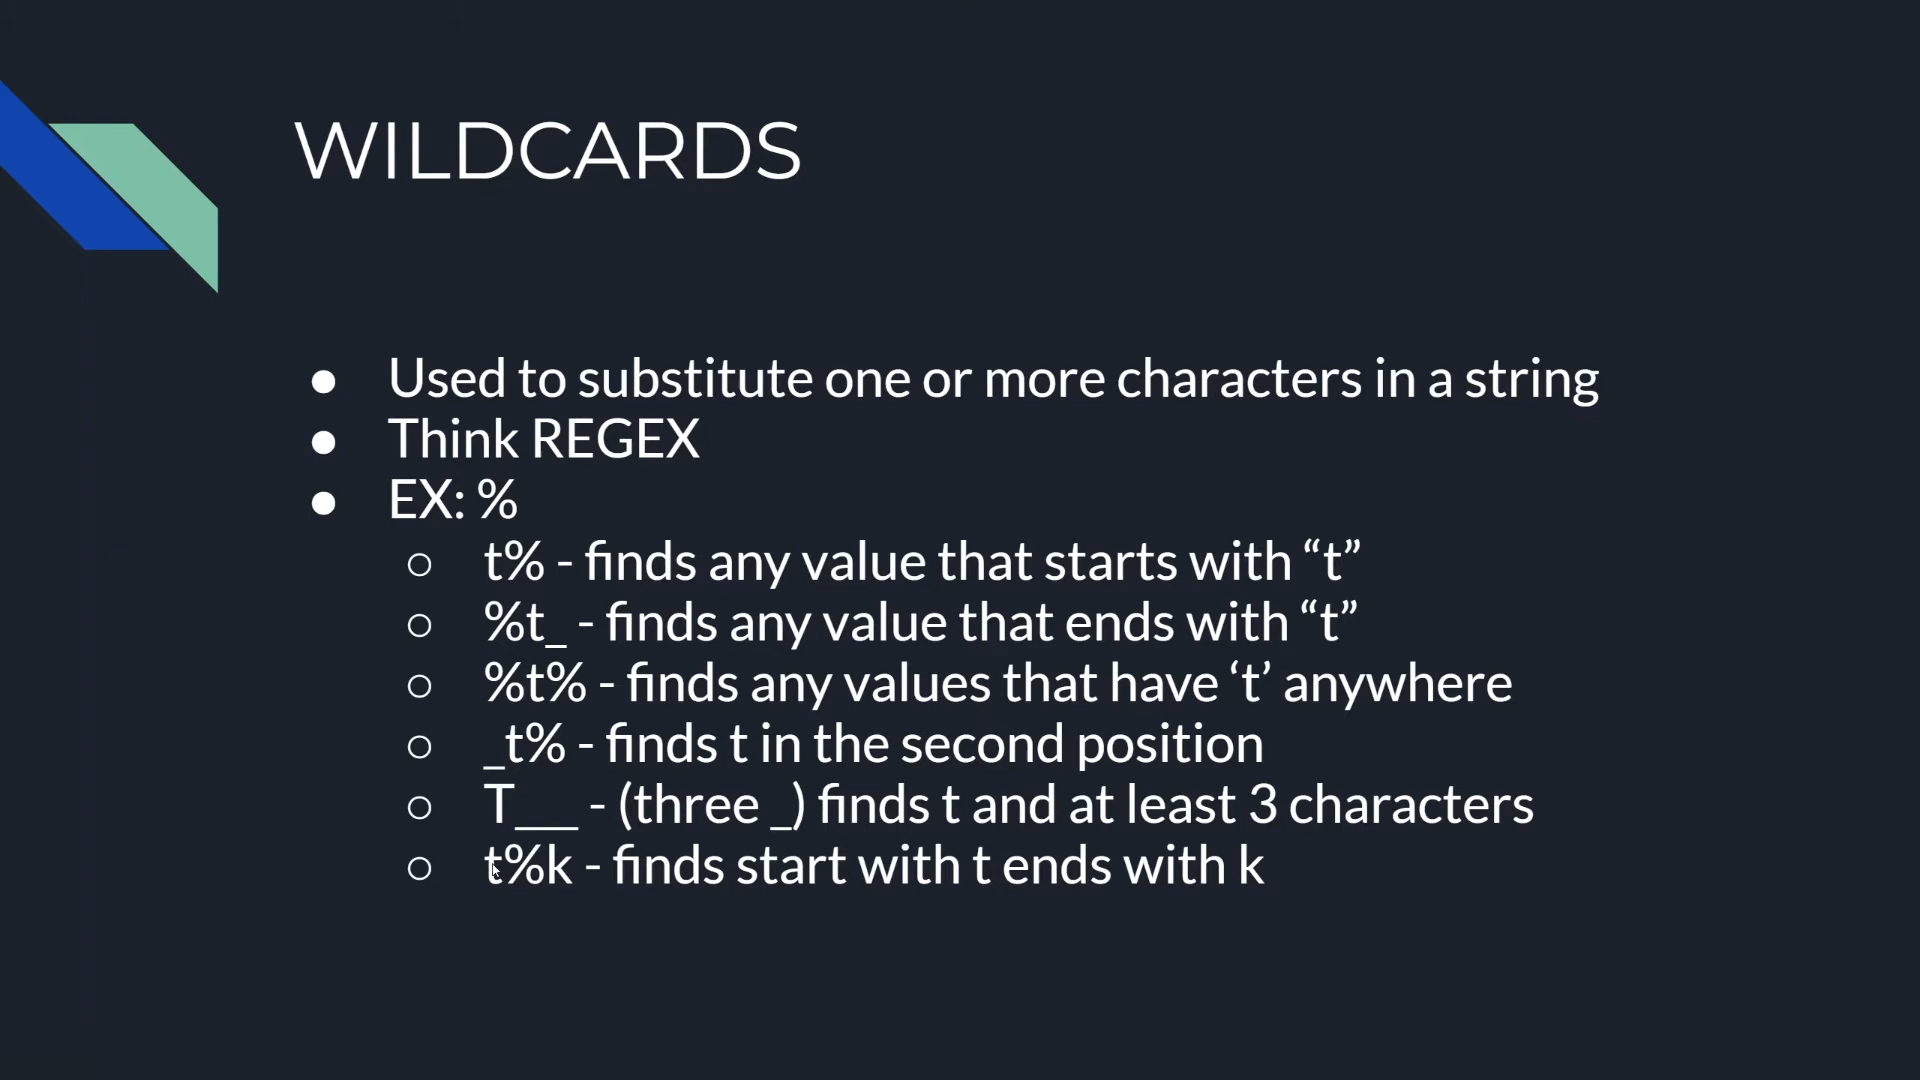 WILDCARDS
● Used to substitute one or more characters in a string
● Think REGEX
● EX: %
○ t% - finds any value that starts with “t”
○ %t_ - finds any value that ends with “t”
○ %t% - finds any values that have ‘t’ anywhere
○ _t% - finds t in the second position
○ T___ - (three _) finds t and at least 3 characters
○ t%k - finds start with t ends with k